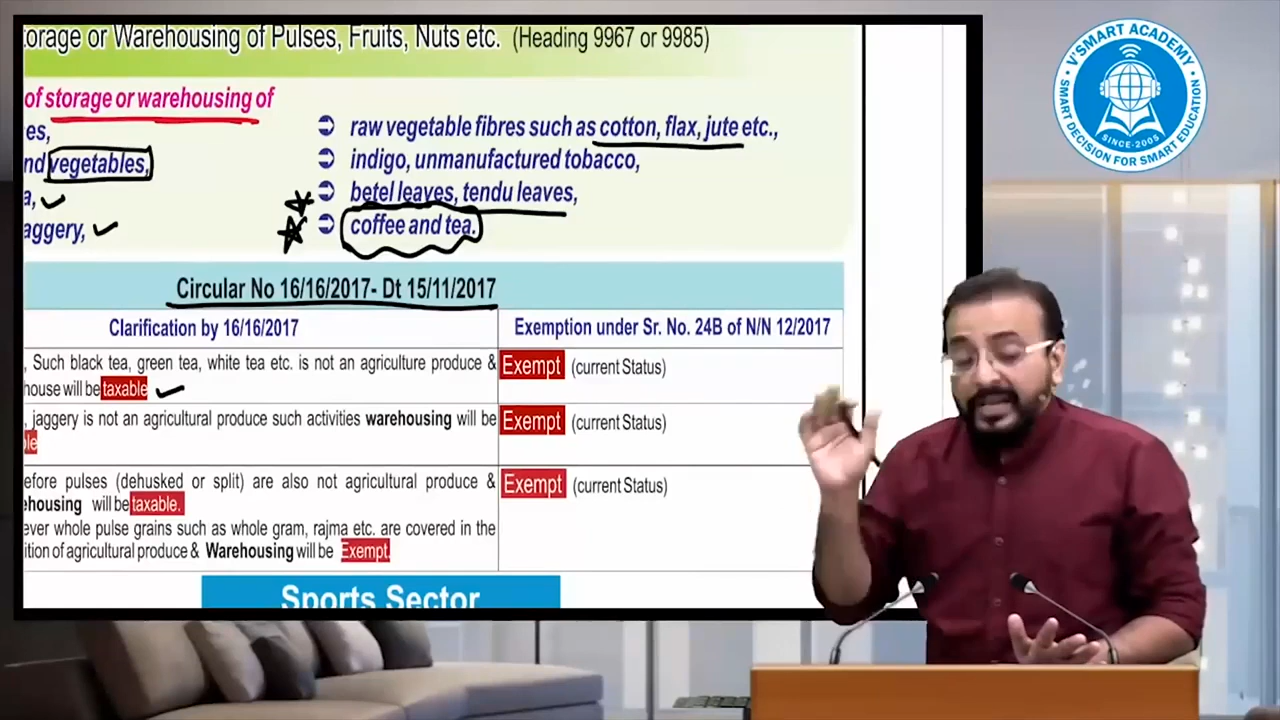 orage or Warehousing of Pulses, Fruits, Nuts etc. (Heading 9967 or 9985)
of storage or warehousing of
es,
nd vegetables,
a,
aggery,
➲ raw vegetable fibres such as cotton, flax, jute etc.,
➲ indigo, unmanufactured tobacco,
➲ betel leaves, tendu leaves,
➲ coffee and tea.
Circular No 16/16/2017- Dt 15/11/2017
Clarification by 16/16/2017
Exemption under Sr. No. 24B of N/N 12/2017
, Such black tea, green tea, white tea etc. is not an agriculture produce &
house will be taxable
Exempt (current Status)
, jaggery is not an agricultural produce such activities warehousing will be
le
Exempt (current Status)
efore pulses (dehusked or split) are also not agricultural produce &
ehousing will be taxable.
ever whole pulse grains such as whole gram, rajma etc. are covered in the
ition of agricultural produce & Warehousing will be Exempt.
Exempt (current Status)
Sports Sector
V'SMART ACADEMY
SINCE-2005
SMART DECISION FOR SMART EDUCATION